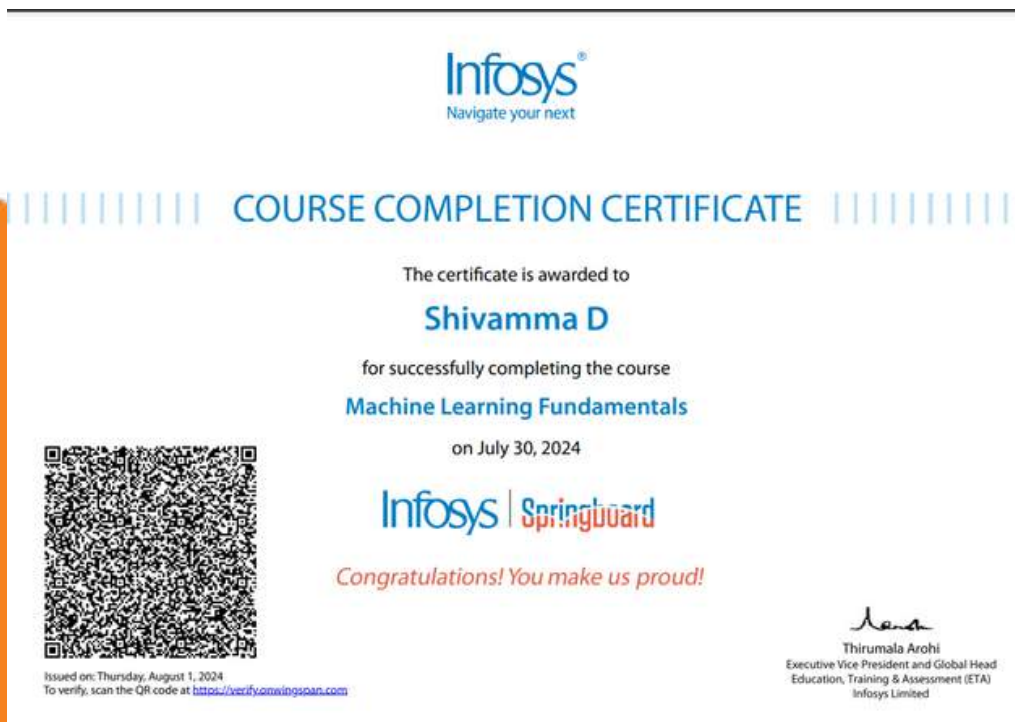 Infosys®
Navigate your next
COURSE COMPLETION CERTIFICATE
The certificate is awarded to
Shivamma D
for successfully completing the course
Machine Learning Fundamentals
on July 30, 2024
Infosys | Springboard
Congratulations! You make us proud!
Issued on: Thursday, August 1, 2024
To verify, scan the QR code at https://verify.onwingspan.com
Thirumala Arohi
Executive Vice President and Global Head
Education, Training & Assessment (ETA)
Infosys Limited